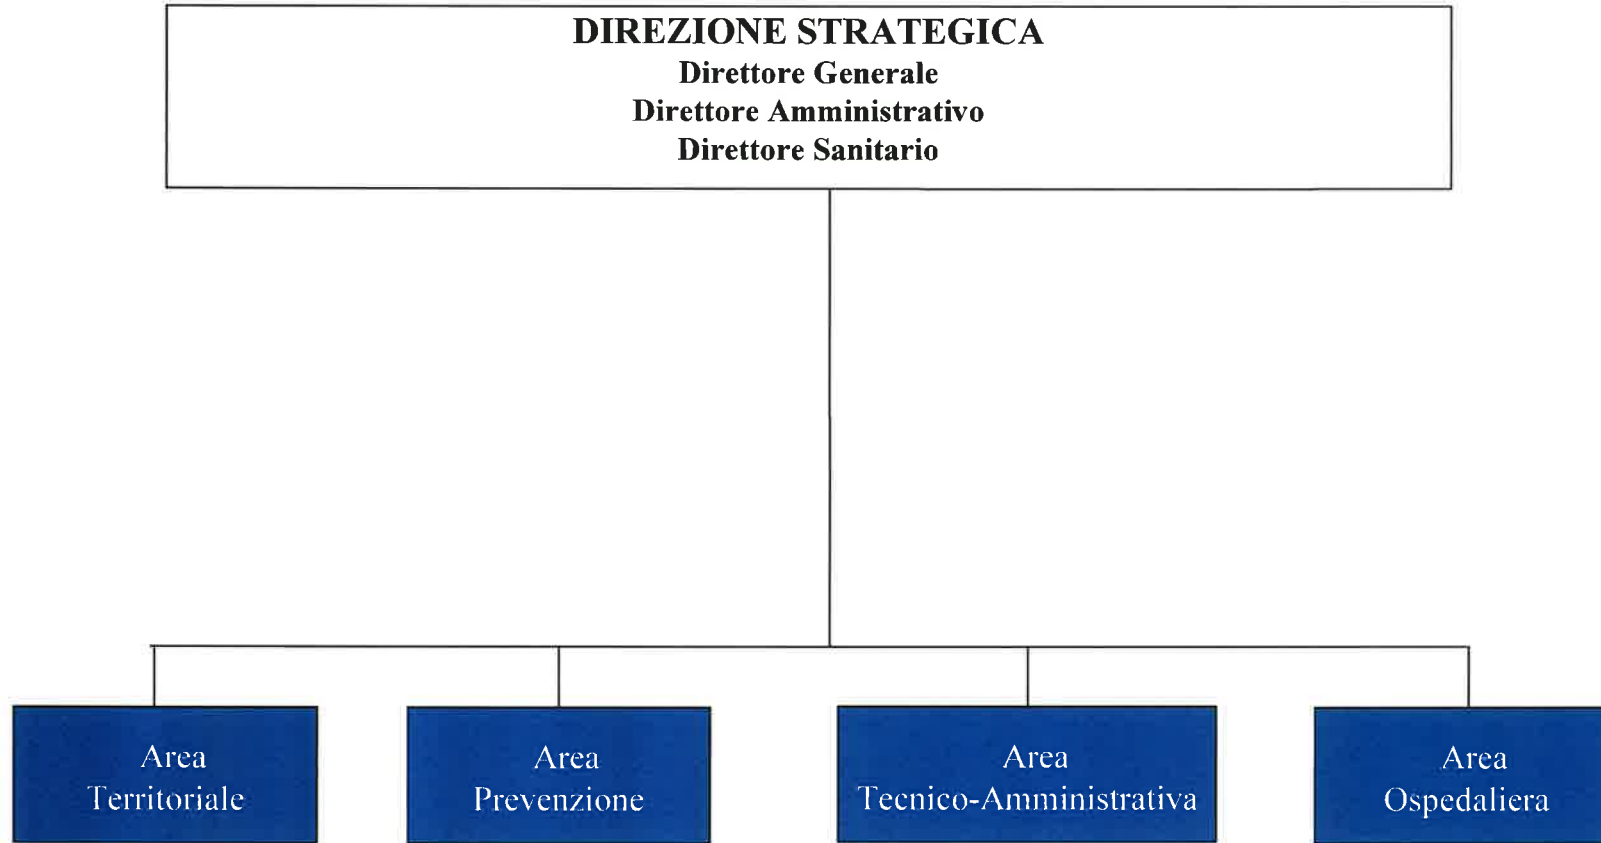 DIREZIONE STRATEGICA
Direttore Generale
Direttore Amministrativo
Direttore Sanitario
Area
Territoriale
Area
Prevenzione
Area
Tecnico-Amministrativa
Area
Ospedaliera